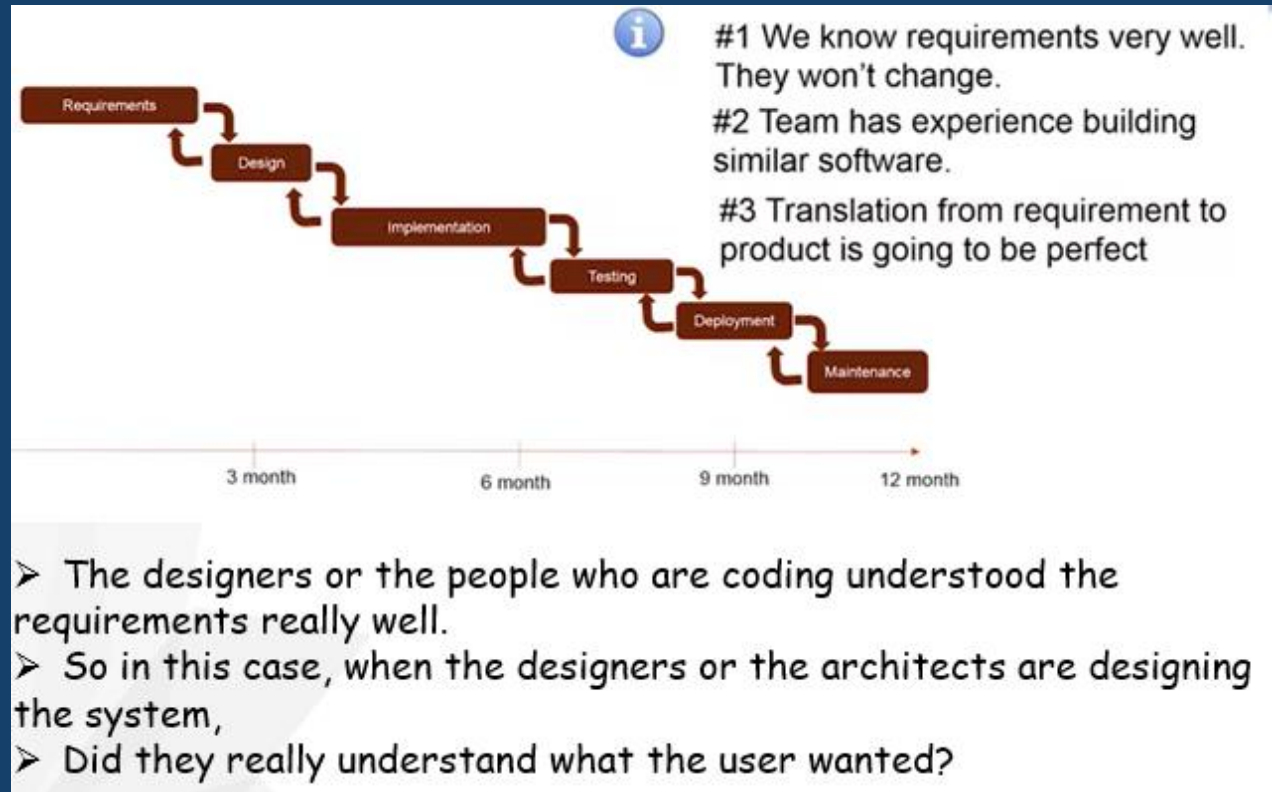 #1 We know requirements very well.
They won't change.
#2 Team has experience building
similar software.
#3 Translation from requirement to
product is going to be perfect
Requirements
Design
Implementation
Testing
Deployment
Maintenance
3 month
6 month
9 month
12 month
➢ The designers or the people who are coding understood the
requirements really well.
➢ So in this case, when the designers or the architects are designing
the system,
➢ Did they really understand what the user wanted?